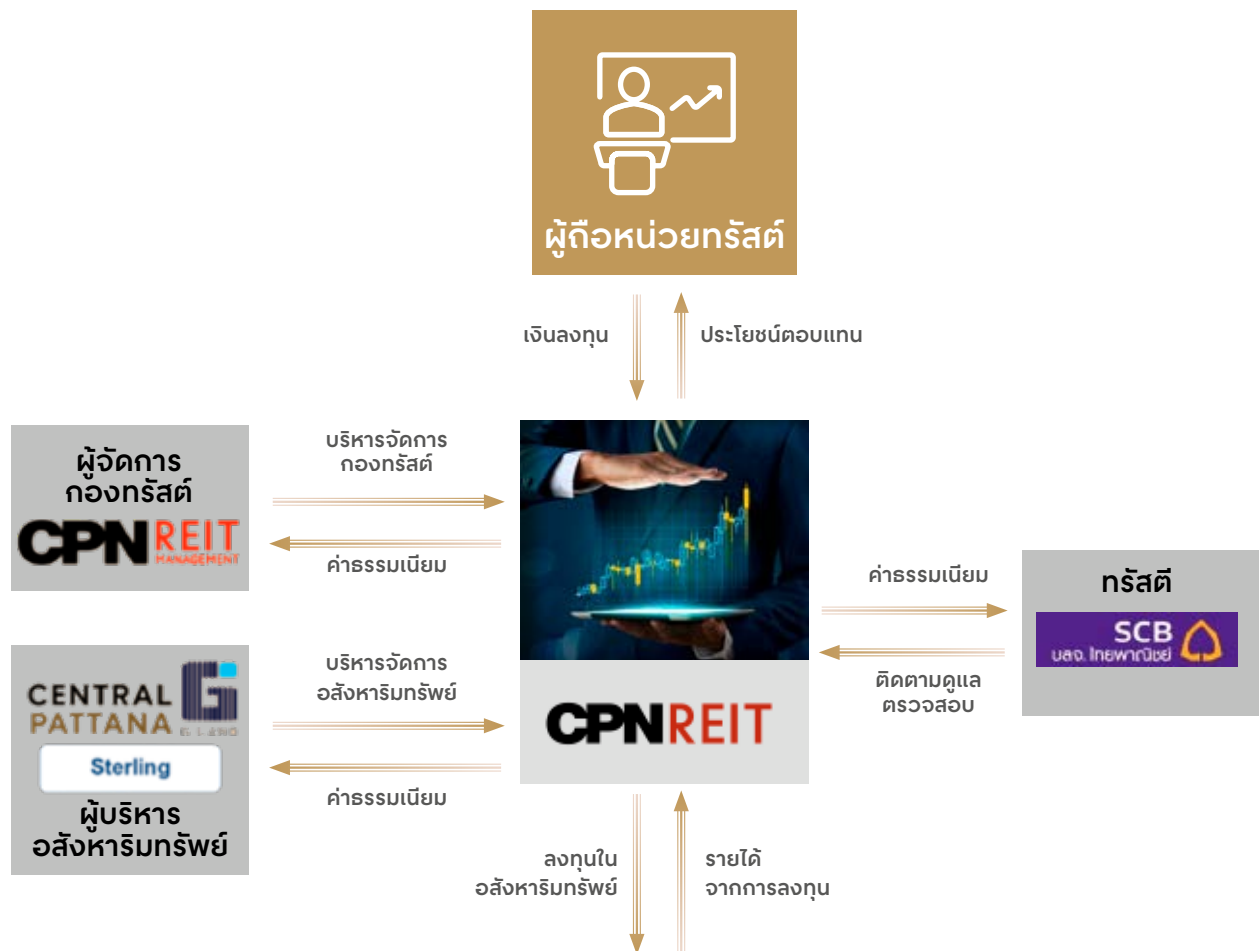 ผู้ถือหน่วยทรัสต์
เงินลงทุน
ประโยชน์ตอบแทน
ผู้จัดการ
กองทรัสต์
CPN REIT
MANAGEMENT
บริหารจัดการ
กองทรัสต์
ค่าธรรมเนียม
CENTRAL
PATTANA
G LAND
Sterling
ผู้บริหาร
อสังหาริมทรัพย์
บริหารจัดการ
อสังหาริมทรัพย์
ค่าธรรมเนียม
CPNREIT
ค่าธรรมเนียม
ติดตามดูแล
ตรวจสอบ
ทรัสตี
SCB
บลจ. ไทยพาณิชย์
ลงทุนใน
อสังหาริมทรัพย์
รายได้
จากการลงทุน